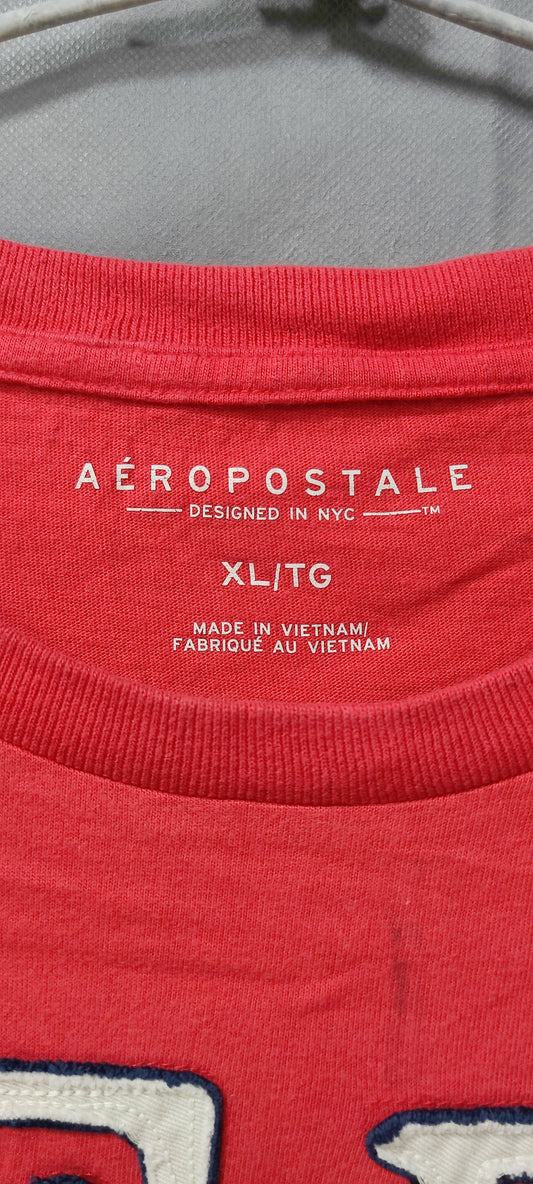 AÉROPOSTALE
DESIGNED IN NYC TM
XL/TG
MADE IN VIETNAM/
FABRIQUÉ AU VIETNAM